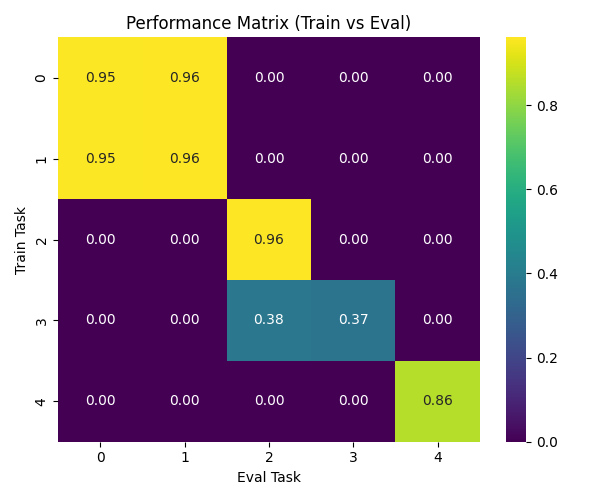 Performance Matrix (Train vs Eval)
Train Task
0 0.95 0.96 0.00 0.00 0.00
1 0.95 0.96 0.00 0.00 0.00
2 0.00 0.00 0.96 0.00 0.00
3 0.00 0.00 0.38 0.37 0.00
4 0.00 0.00 0.00 0.00 0.86
0 1 2 3 4
Eval Task
0.8
0.6
0.4
0.2
0.0